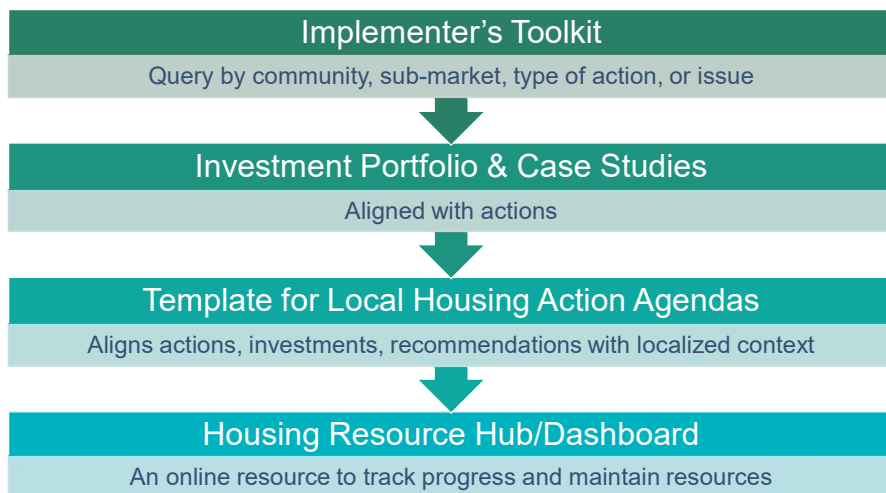 Implementer’s Toolkit
Query by community, sub-market, type of action, or issue
Investment Portfolio & Case Studies
Aligned with actions
Template for Local Housing Action Agendas
Aligns actions, investments, recommendations with localized context
Housing Resource Hub/Dashboard
An online resource to track progress and maintain resources